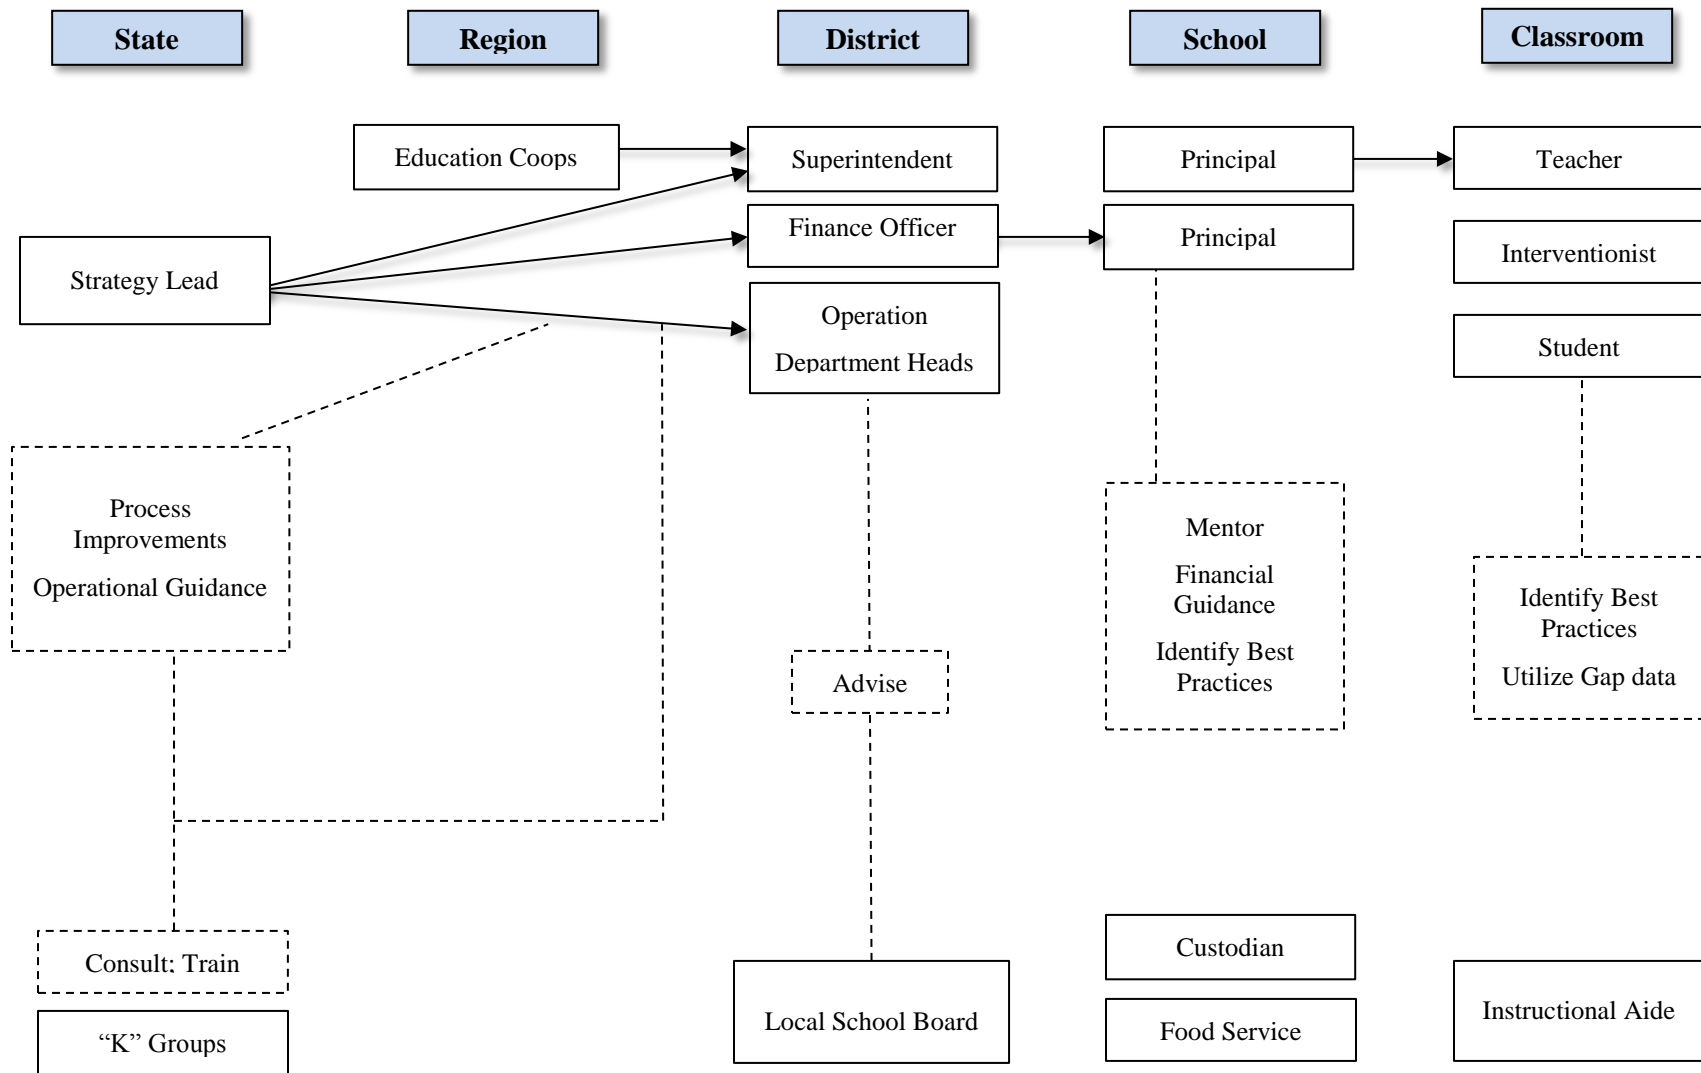 State
Region
District
School
Classroom
Education Coops
Superintendent
Principal
Teacher
Strategy Lead
Finance Officer
Principal
Interventionist
Operation
Department Heads
Student
Process
Improvements
Operational Guidance
Mentor
Financial
Guidance
Identify Best
Practices
Identify Best
Practices
Utilize Gap data
Advise
Consult; Train
“K” Groups
Local School Board
Custodian
Food Service
Instructional Aide